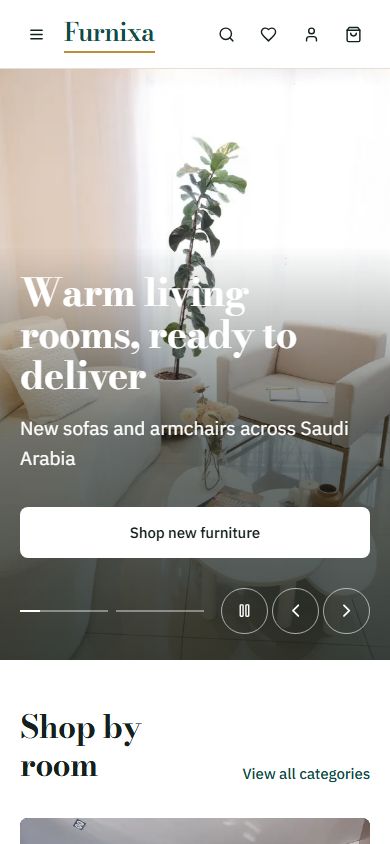 Furnixa
Warm living
rooms, ready to
deliver
New sofas and armchairs across Saudi
Arabia
Shop new furniture
Shop by
room
View all categories